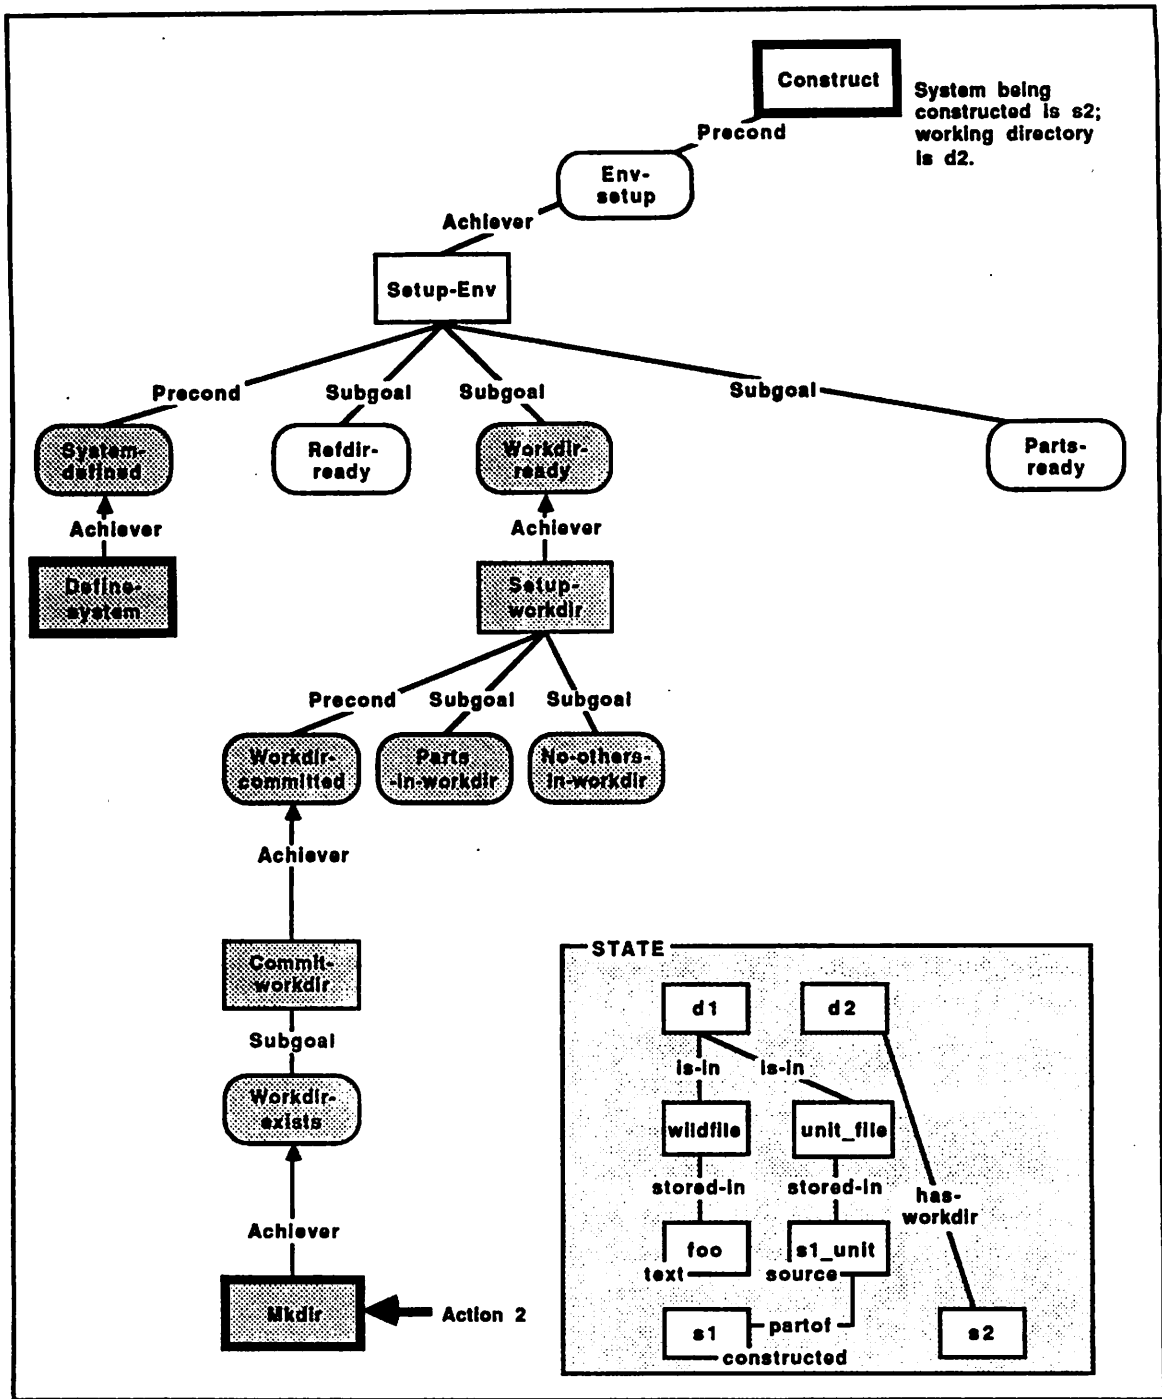 Construct
System being
constructed is s2;
working directory
is d2.
Precond
Env-
setup
Achiever
Setup-Env
Precond
Subgoal
Subgoal
Subgoal
System-
defined
Refdir-
ready
Workdir-
ready
Parts-
ready
Achiever
Achiever
Define-
system
Setup-
workdir
Precond
Subgoal
Subgoal
Workdir-
committed
Parts
-in-workdir
No-others-
in-workdir
Achiever
Commit-
workdir
Subgoal
Workdir-
exists
Achiever
Mkdir
Action 2
STATE
d1
d2
is-in
is-in
wildfile
unit_file
stored-in
stored-in
has-
workdir
foo
text
s1_unit
source
s1
partof
constructed
s2